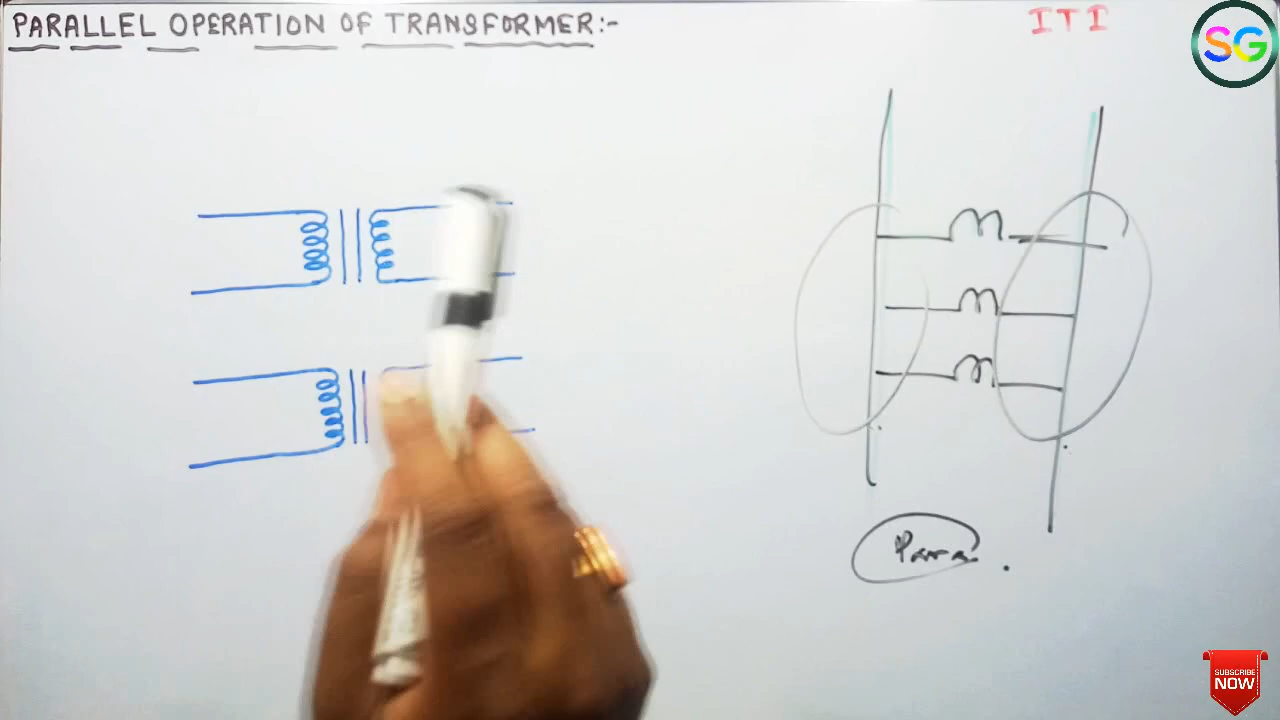 PARALLEL OPERATION OF TRANSFORMER:-
ITI
SG
Para
SUBSCRIBE
NOW